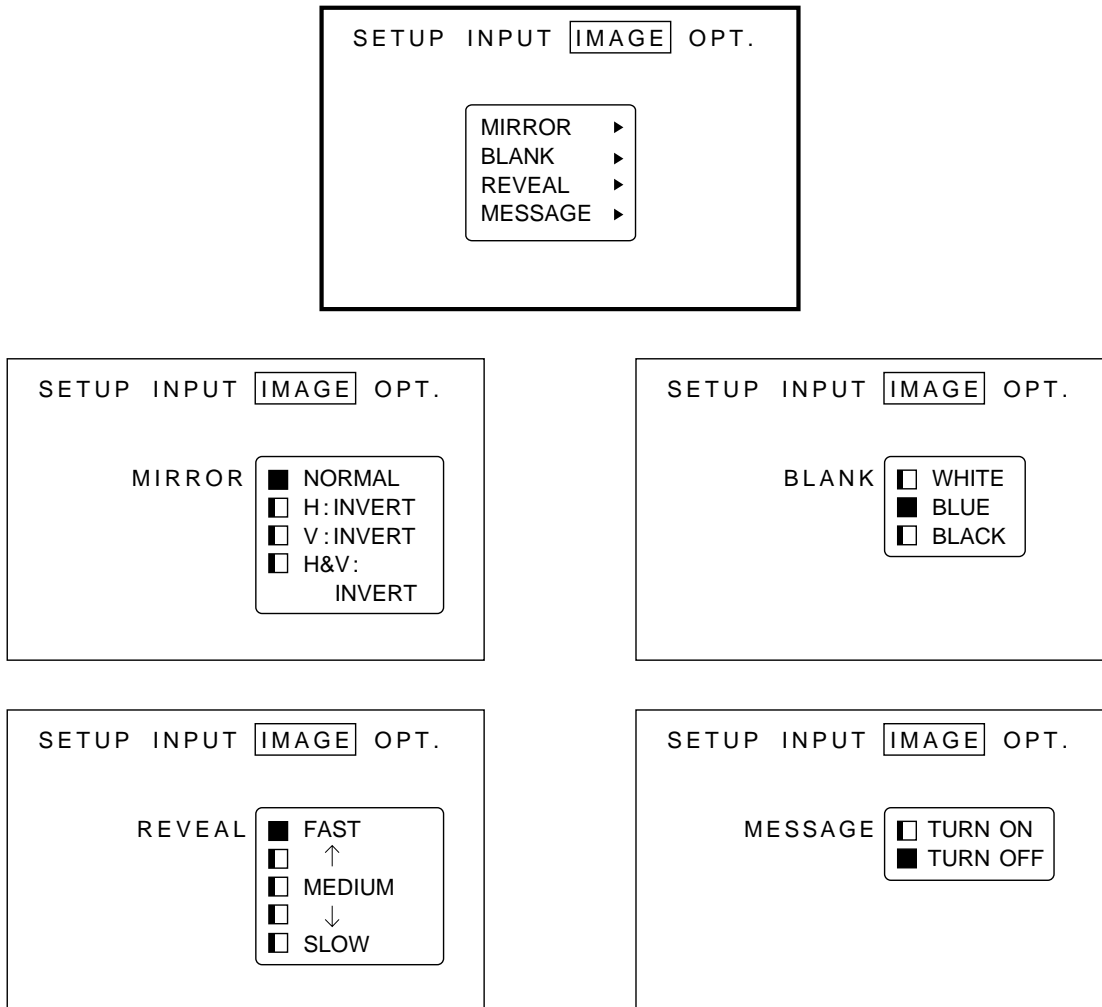 SETUP INPUT IMAGE OPT.
MIRROR
BLANK
REVEAL
MESSAGE
SETUP INPUT IMAGE OPT.
MIRROR
NORMAL
H:INVERT
V:INVERT
H&V:
INVERT
SETUP INPUT IMAGE OPT.
BLANK
WHITE
BLUE
BLACK
SETUP INPUT IMAGE OPT.
REVEAL
FAST
↑
MEDIUM
↓
SLOW
SETUP INPUT IMAGE OPT.
MESSAGE
TURN ON
TURN OFF